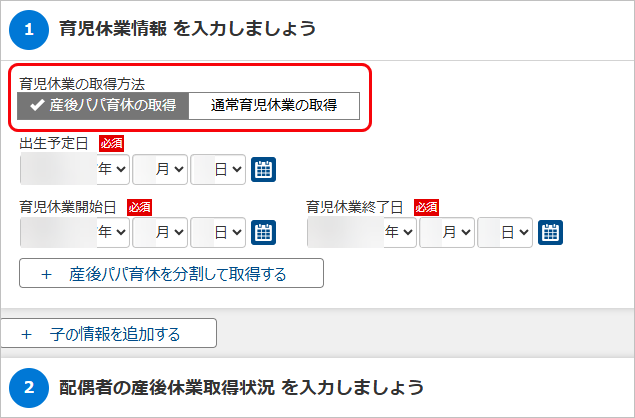 1 育児休業情報 を入力しましょう
育児休業の取得方法
産後パパ育休の取得 通常育児休業の取得
出生予定日 必須
年 月 日
育児休業開始日 必須 育児休業終了日 必須
年 月 日 年 月 日
+ 産後パパ育休を分割して取得する
+ 子の情報を追加する
2 配偶者の産後休業取得状況 を入力しましょう